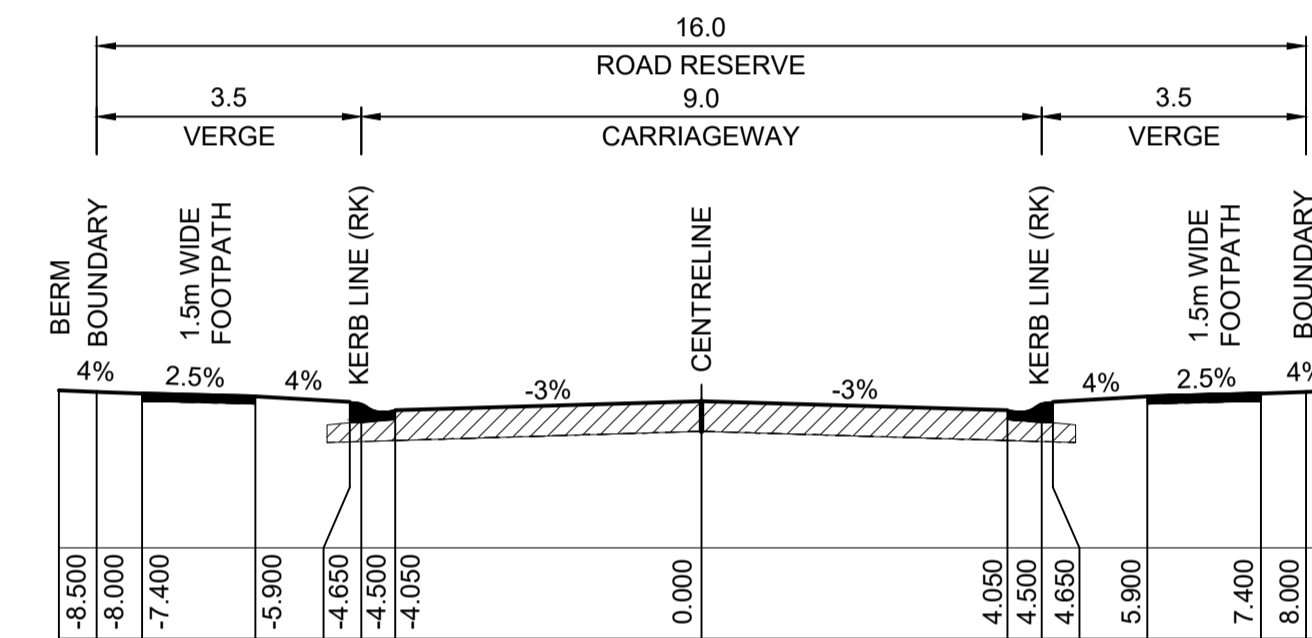 16.0
ROAD RESERVE
3.5
9.0
3.5
VERGE
CARRIAGEWAY
VERGE
BERM
BOUNDARY
1.5m WIDE
FOOTPATH
KERB LINE (RK)
CENTRELINE
KERB LINE (RK)
1.5m WIDE
FOOTPATH
BOUNDARY
4%
2.5%
4%
-3%
-3%
4%
2.5%
4%
-8.500
-8.000
-7.400
-5.900
-4.650
-4.500
-4.050
0.000
4.050
4.500
4.650
5.900
7.400
8.000